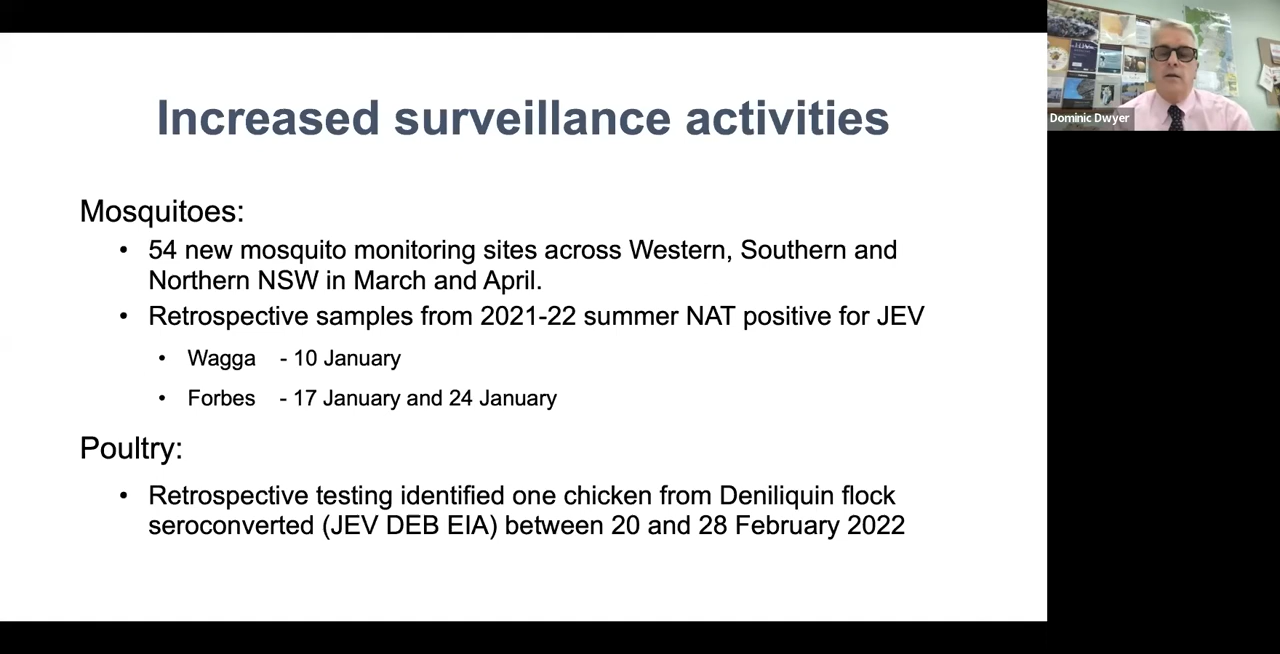 Increased surveillance activities
Dominic Dwyer
Mosquitoes:
• 54 new mosquito monitoring sites across Western, Southern and
Northern NSW in March and April.
• Retrospective samples from 2021-22 summer NAT positive for JEV
• Wagga - 10 January
• Forbes - 17 January and 24 January
Poultry:
• Retrospective testing identified one chicken from Deniliquin flock
seroconverted (JEV DEB EIA) between 20 and 28 February 2022